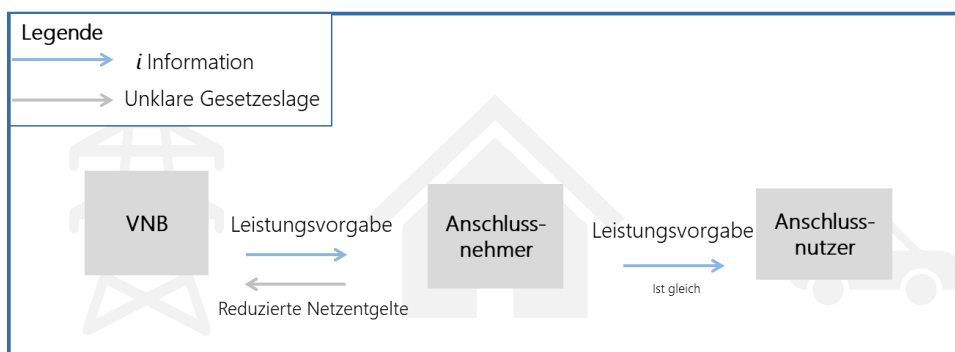 Legende
i Information
Unklare Gesetzeslage
VNB
Leistungsvorgabe
Reduzierte Netzentgelte
Anschluss-
nehmer
Leistungsvorgabe
Ist gleich
Anschluss-
nutzer